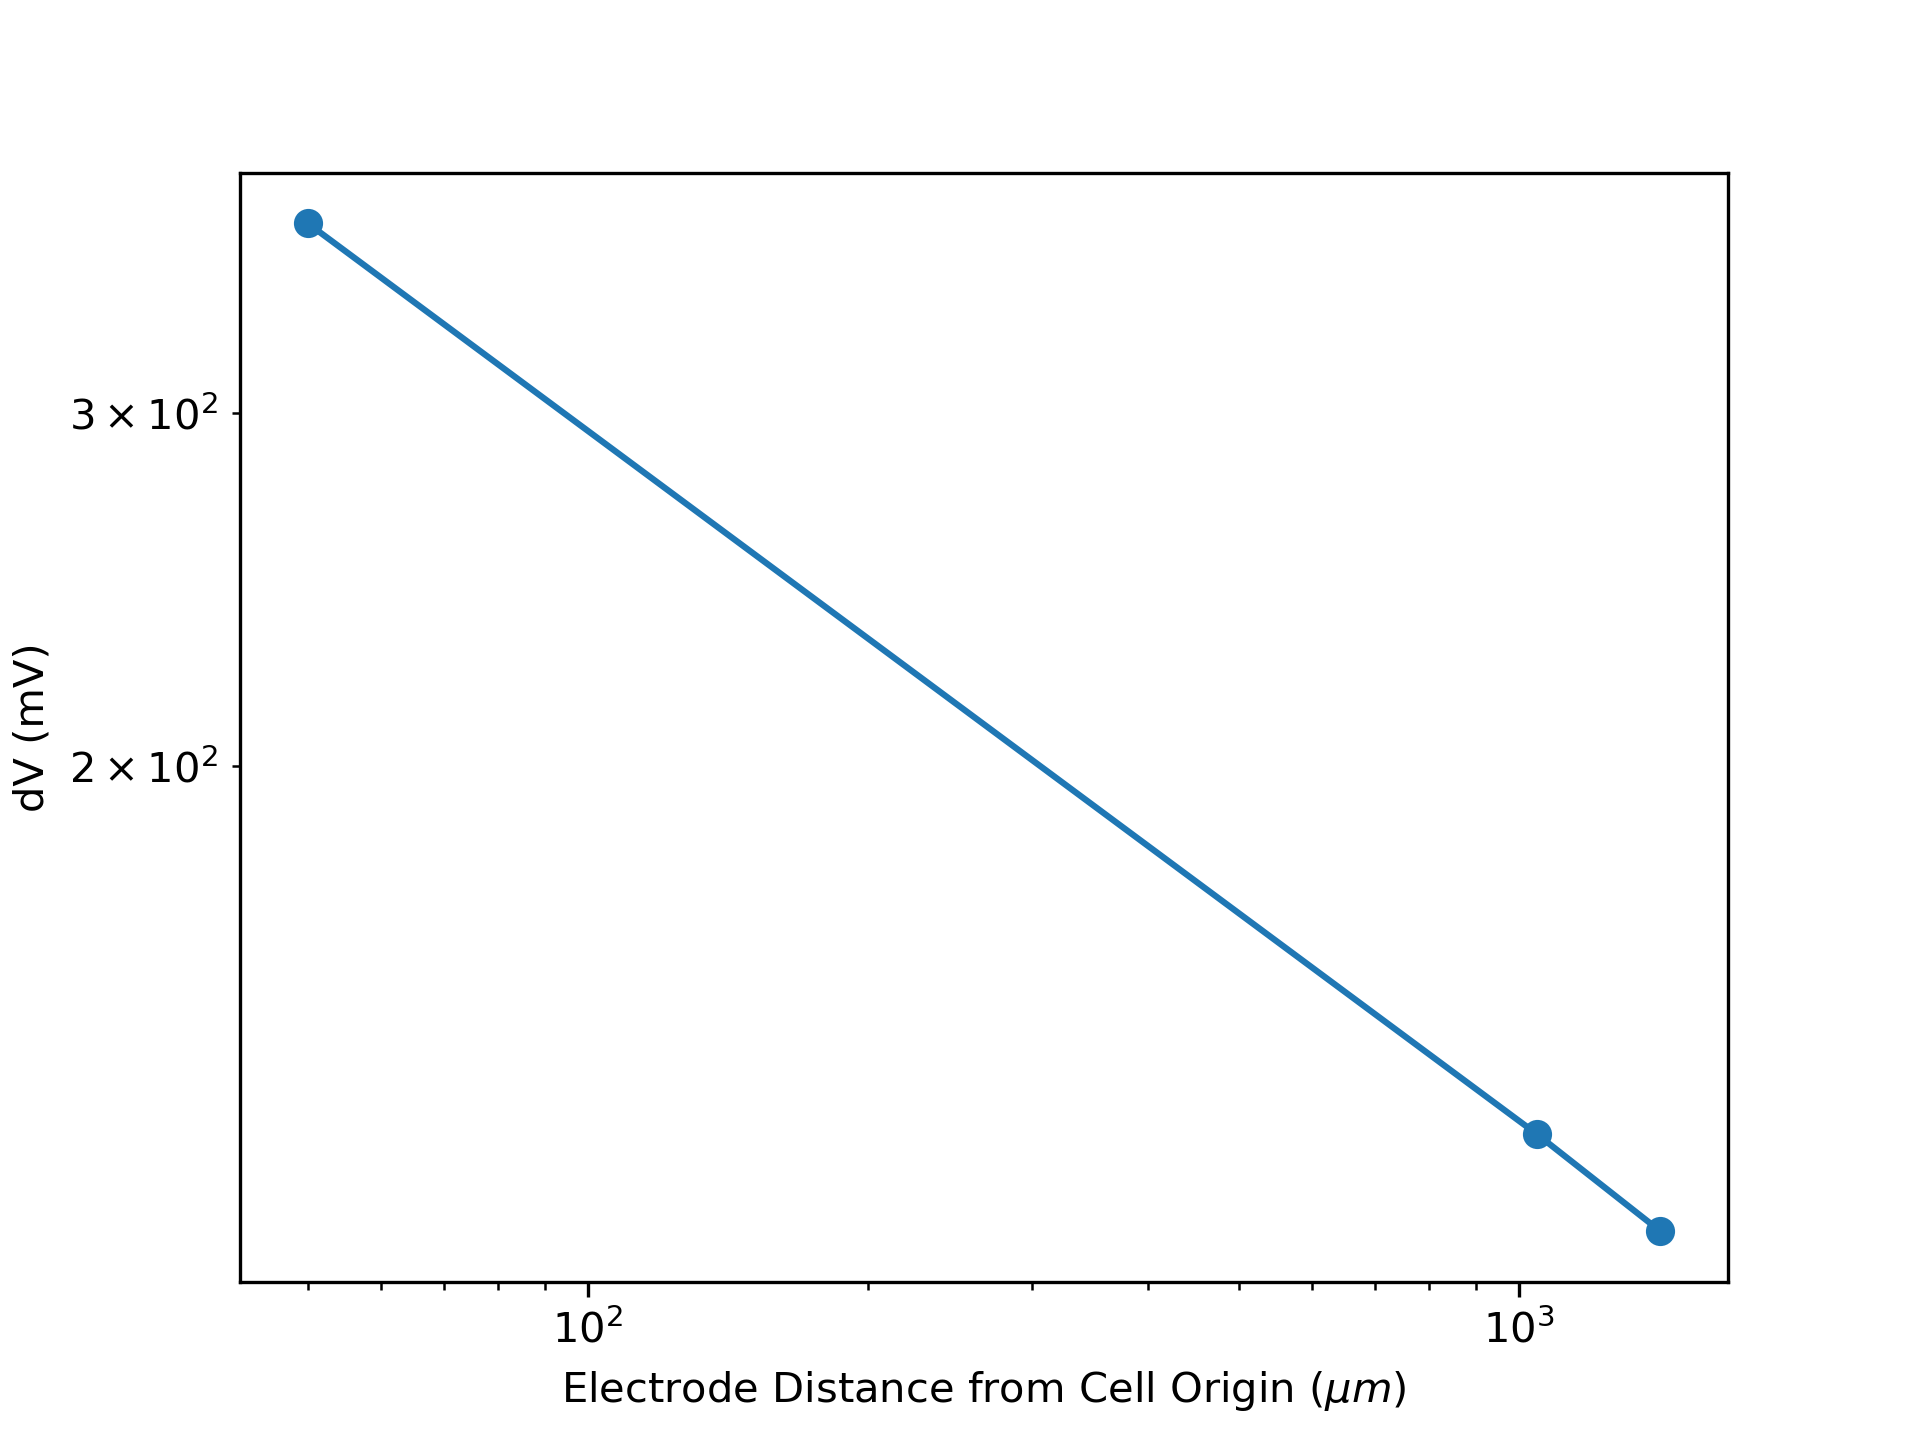 3 × 10²
2 × 10²
dV (mV)
10²
10³
Electrode Distance from Cell Origin (μm)